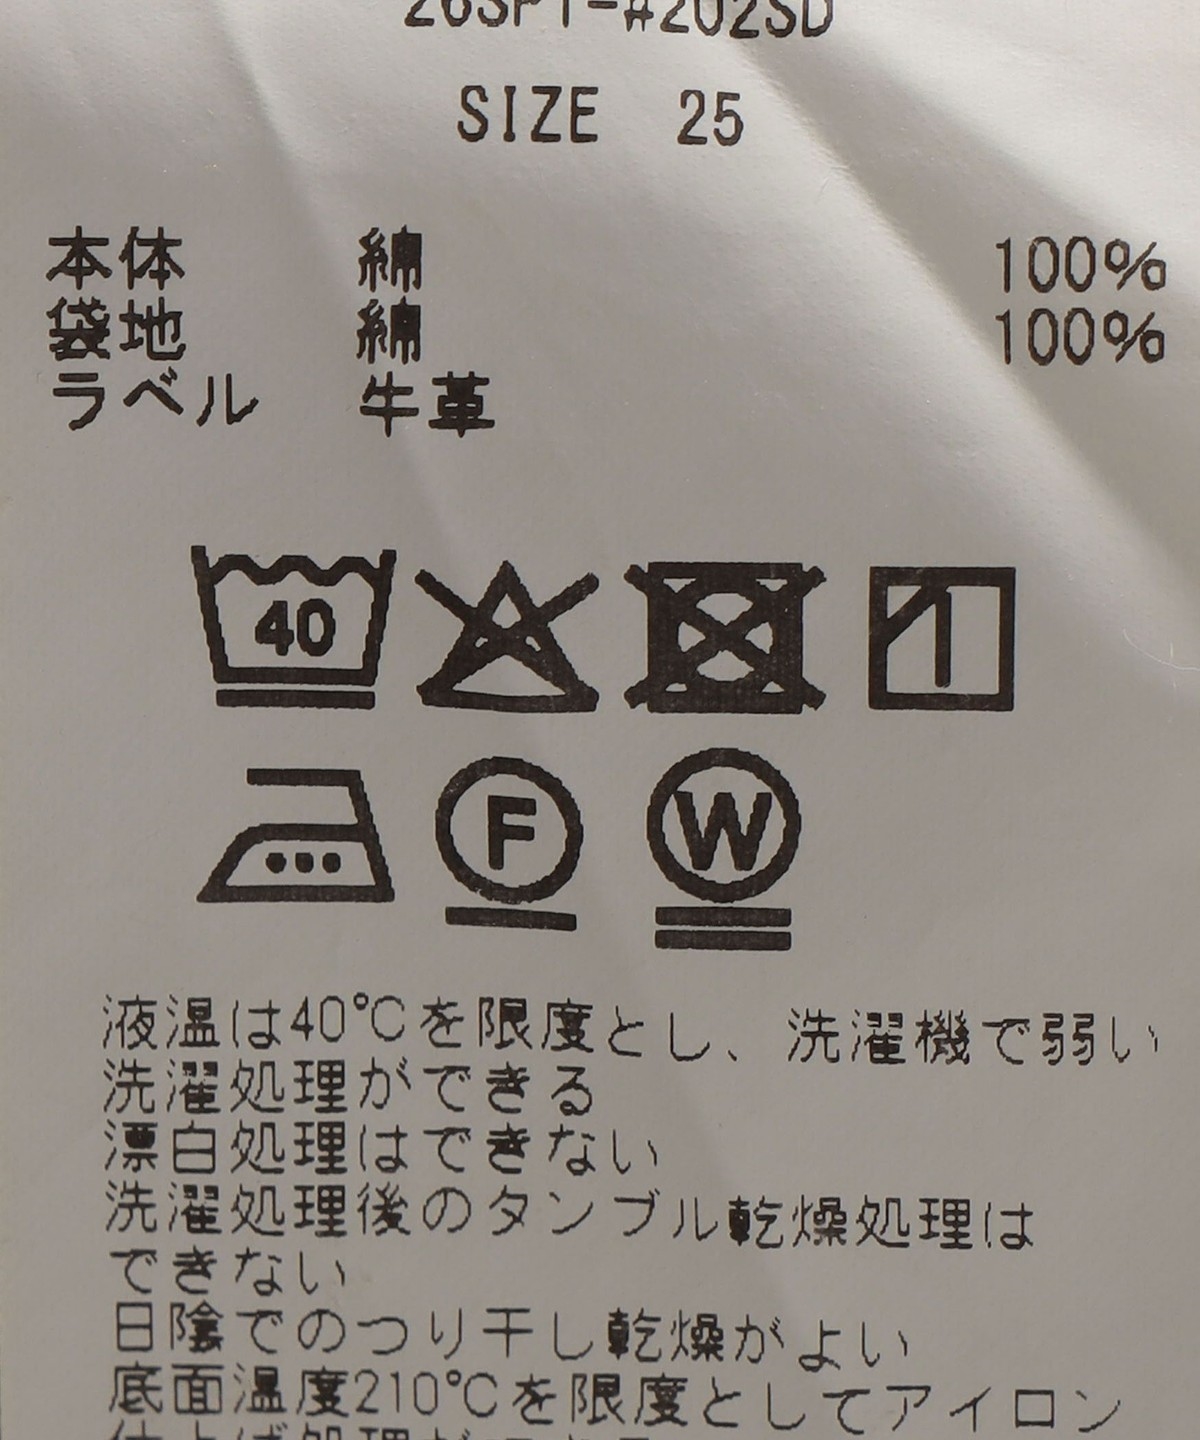 26SPT-#202SD
SIZE 25
本体 綿 100%
袋地 綿 100%
ラベル 牛革
40
F W
液温は40℃を限度とし、洗濯機で弱い
洗濯処理ができる
漂白処理はできない
洗濯処理後のタンブル乾燥処理は
できない
日陰でのつり干し乾燥がよい
底面温度210℃を限度としてアイロン